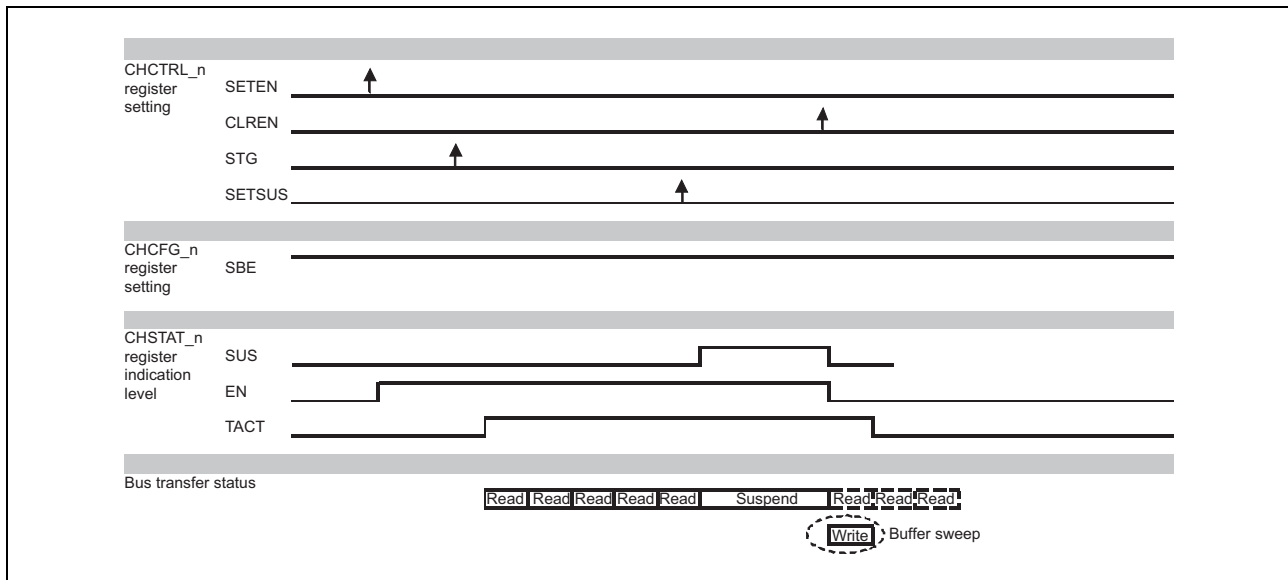 CHCTRL_n
register
setting
SETEN
CLREN
STG
SETSUS
CHCFG_n
register
setting
SBE
CHSTAT_n
register
indication
level
SUS
EN
TACT
Bus transfer status
Read Read Read Read Read Suspend Read Read Read
Write Buffer sweep